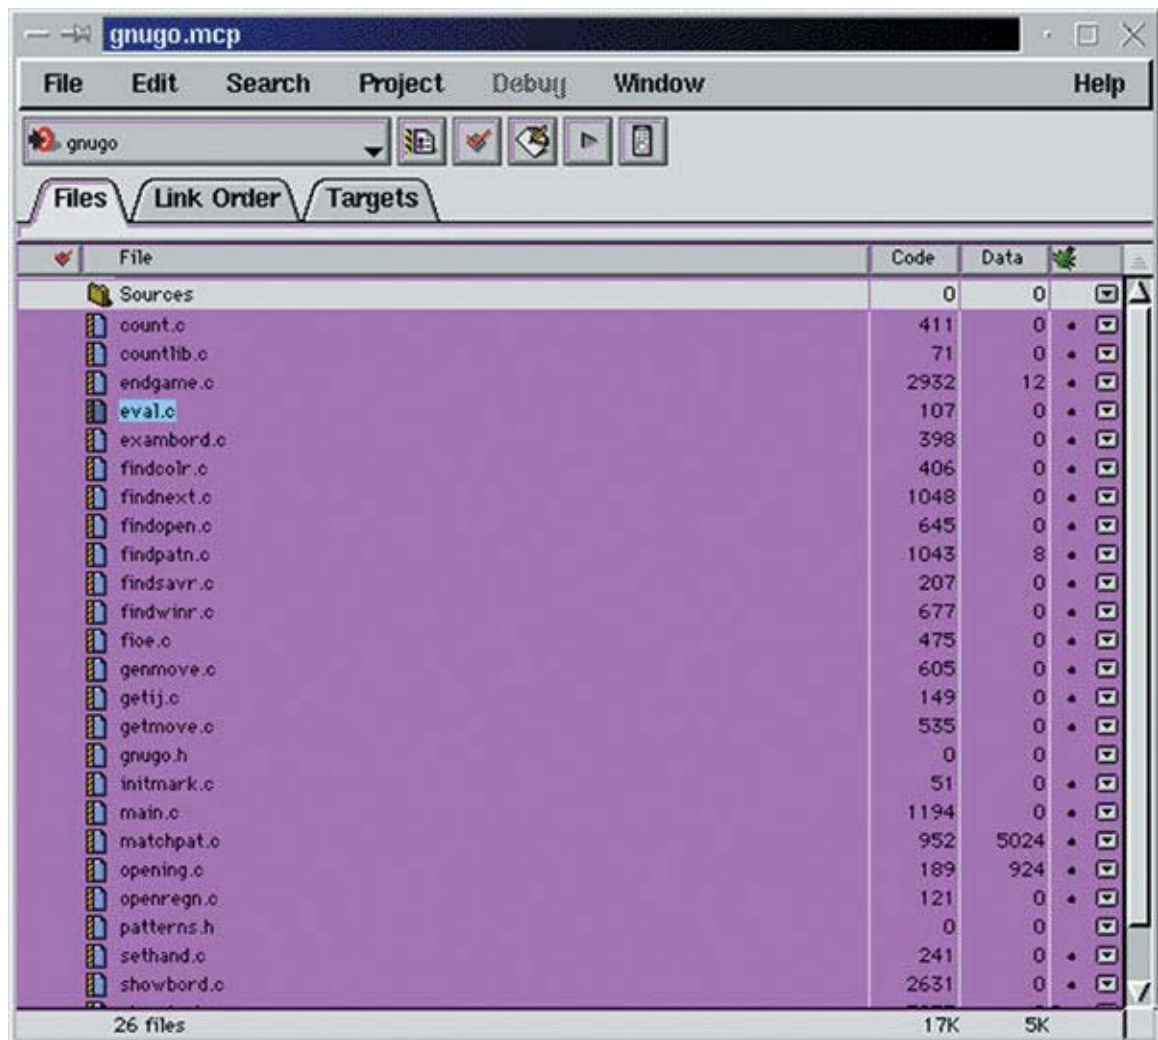 gnugo.mcp
File Edit Search Project Debug Window Help
gnugo
Files Link Order Targets
File Code Data
Sources 0 0
count.c 411 0
countlib.c 71 0
endgame.c 2932 12
eval.c 107 0
exambord.c 398 0
findcolr.c 406 0
findnext.c 1048 0
findopen.c 645 0
findpatn.c 1043 8
findsavr.c 207 0
findwinr.c 677 0
fioe.c 475 0
genmove.c 605 0
getij.c 149 0
getmove.c 535 0
gnugo.h 0 0
initmark.c 51 0
main.c 1194 0
matchpat.c 952 5024
opening.c 189 924
openregn.c 121 0
patterns.h 0 0
sethand.c 241 0
showbord.c 2631 0
26 files 17K 5K